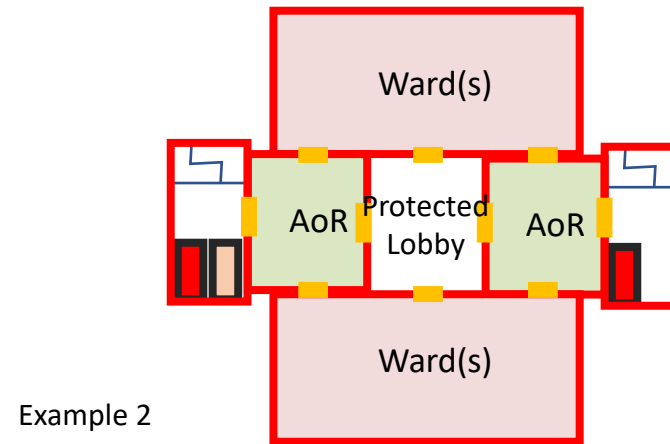 Ward(s)
AoR
Protected
Lobby
AoR
Ward(s)
Example 2